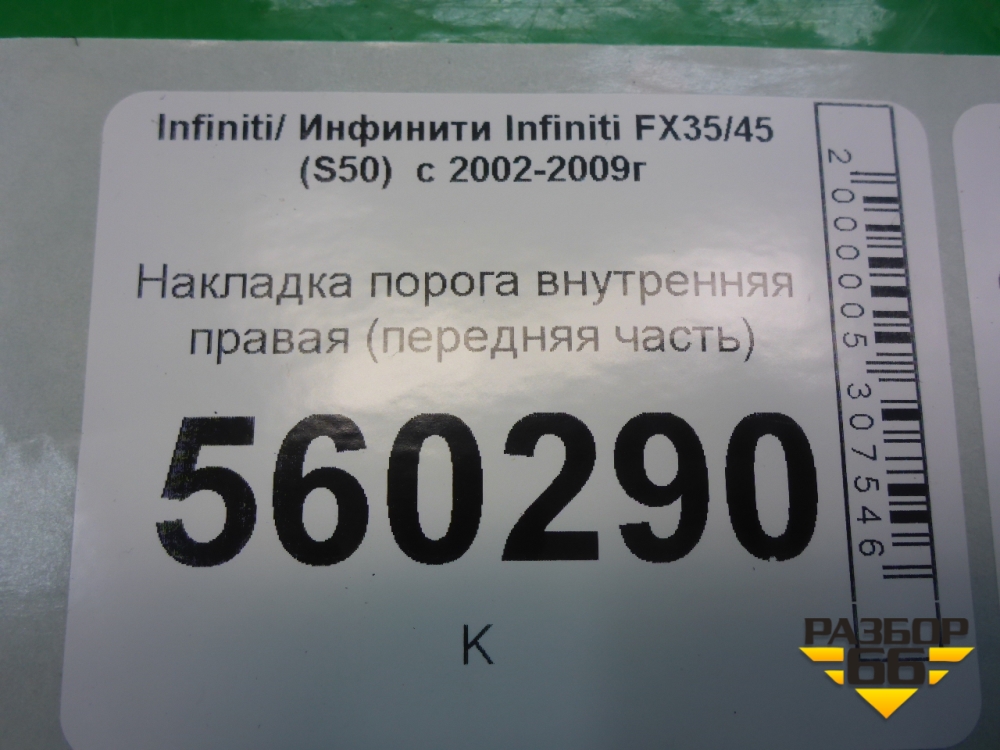 Infiniti/ Инфинити Infiniti FX35/45
(S50) с 2002-2009г
Накладка порога внутренняя
правая (передняя часть)
560290
К
2000005307546
РАЗБОР
66